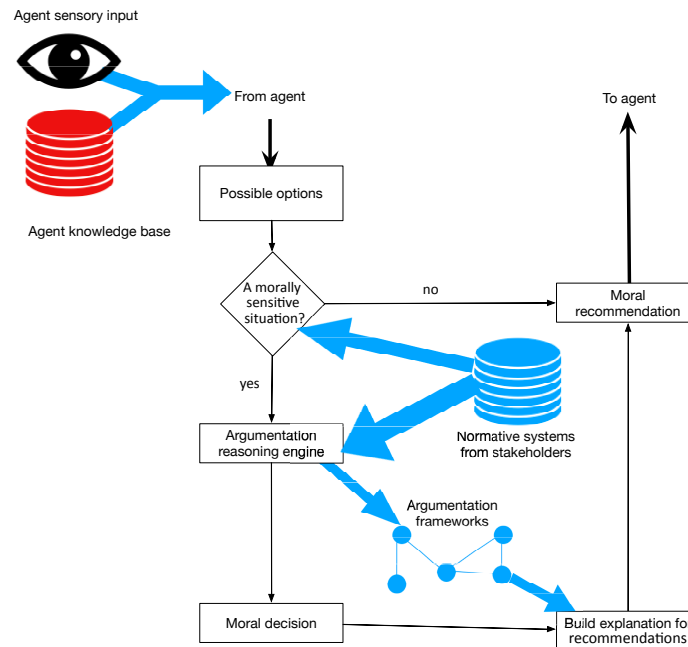 Agent sensory input
From agent
To agent
Possible options
Agent knowledge base
A morally
sensitive
situation?
no
Moral
recommendation
yes
Normative systems
from stakeholders
Argumentation
reasoning engine
Argumentation
frameworks
Moral decision
Build explanation for
recommendations